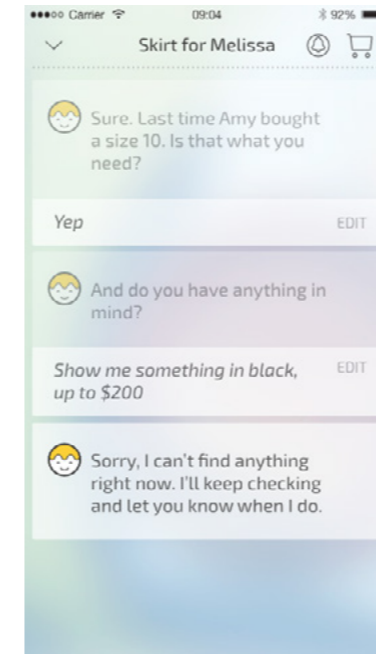 Carrier 09:04 92%
Skirt for Melissa
Sure. Last time Amy bought
a size 10. Is that what you
need?
Yep EDIT
And do you have anything in
mind?
Show me something in black, EDIT
up to $200
Sorry, I can't find anything
right now. I'll keep checking
and let you know when I do.